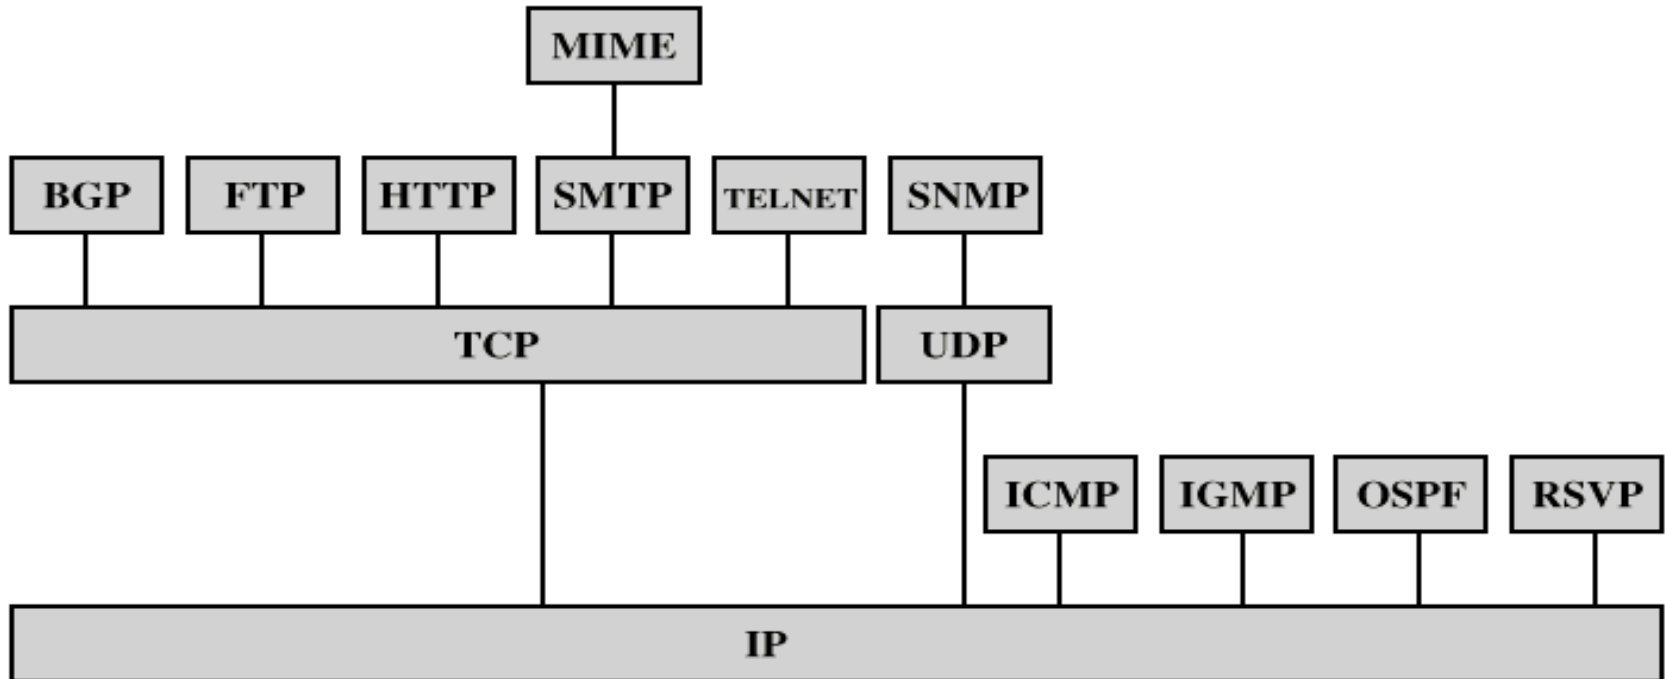 MIME
BGP FTP HTTP SMTP TELNET SNMP
TCP UDP
ICMP IGMP OSPF RSVP
IP